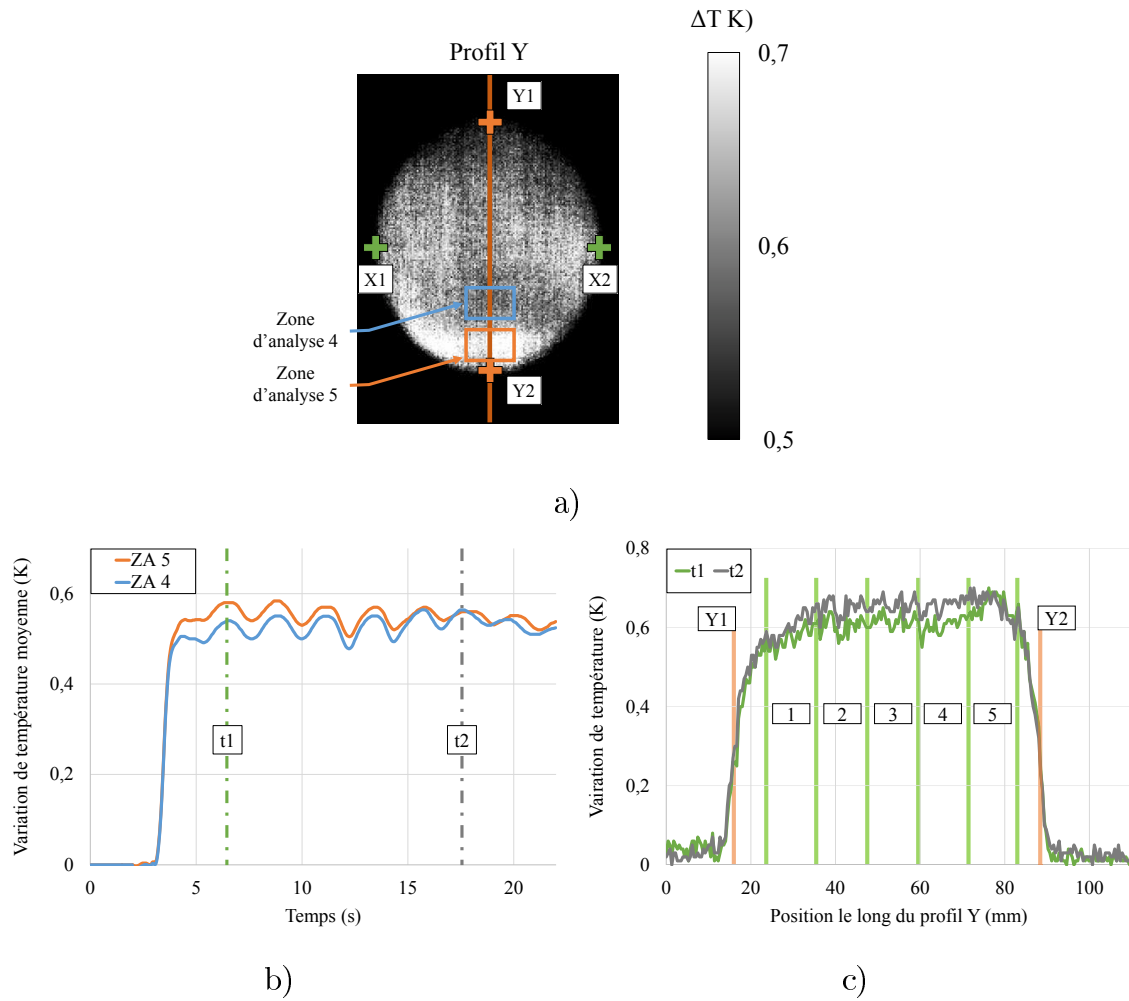 ΔT K)
Profil Y
0,7
Y1
0,6
X1
X2
Zone
d'analyse 4
Zone
d'analyse 5
Y2
0,5
a)
Variation de température moyenne (K)
ZA 5
ZA 4
0,6
0,4
0,2
0
t1
t2
0
5
10
15
20
Temps (s)
b)
Vairation de température (K)
0.8
0.6
0,4
0.2
0
t1
t2
Y1
Y2
1
2
3
4
5
0
20
40
60
80
100
Position le long du profil Y (mm)
c)